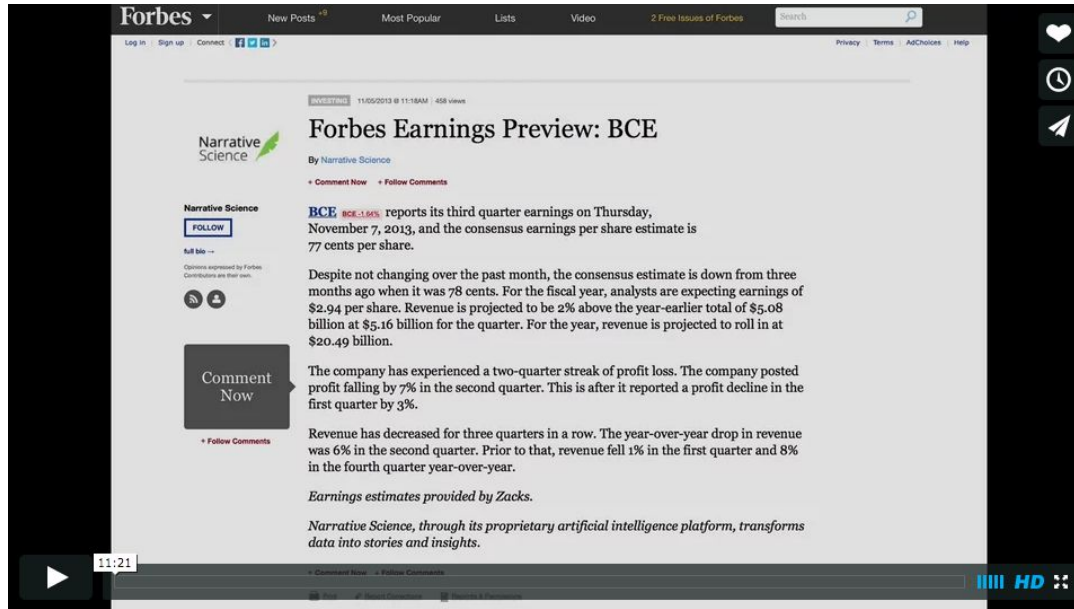 Forbes
New Posts +9
Most Popular
Lists
Video
2 Free Issues of Forbes
Search
Log in | Sign up | Connect
Privacy | Terms | AdChoices | Help
INVESTING 11/05/2013 @ 11:18AM | 458 views
Forbes Earnings Preview: BCE
Narrative
Science
By Narrative Science
+ Comment Now + Follow Comments
Narrative Science
FOLLOW
full bio →
Opinions expressed by Forbes
Contributors are their own.
BCE BCE -1.64% reports its third quarter earnings on Thursday,
November 7, 2013, and the consensus earnings per share estimate is
77 cents per share.
Despite not changing over the past month, the consensus estimate is down from three
months ago when it was 78 cents. For the fiscal year, analysts are expecting earnings of
$2.94 per share. Revenue is projected to be 2% above the year-earlier total of $5.08
billion at $5.16 billion for the quarter. For the year, revenue is projected to roll in at
$20.49 billion.
Comment
Now
+ Follow Comments
The company has experienced a two-quarter streak of profit loss. The company posted
profit falling by 7% in the second quarter. This is after it reported a profit decline in the
first quarter by 3%.
Revenue has decreased for three quarters in a row. The year-over-year drop in revenue
was 6% in the second quarter. Prior to that, revenue fell 1% in the first quarter and 8%
in the fourth quarter year-over-year.
Earnings estimates provided by Zacks.
Narrative Science, through its proprietary artificial intelligence platform, transforms
data into stories and insights.
11:21
+ Comment Now + Follow Comments
Print Report Corrections Reprints & Permissions
HD